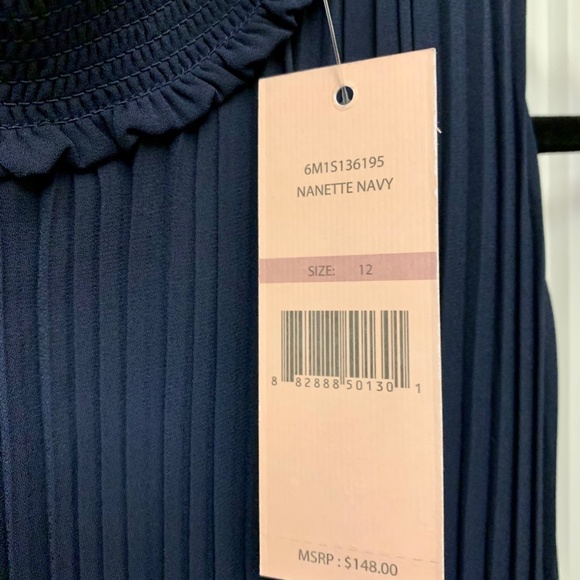 6M1S136195
NANETTE NAVY
SIZE: 12
8 82888 50130 1
MSRP : $148.00